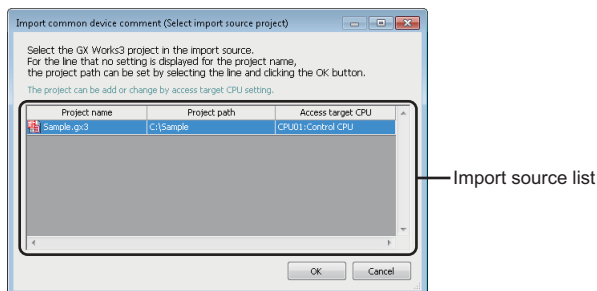 Import common device comment (Select import source project)
Select the GX Works3 project in the import source.
For the line that no setting is displayed for the project name,
the project path can be set by selecting the line and clicking the OK button.
The project can be add or change by access target CPU setting.
Project name Project path Access target CPU
Sample.gx3 C:\Sample CPU01:Control CPU
Import source list
OK Cancel